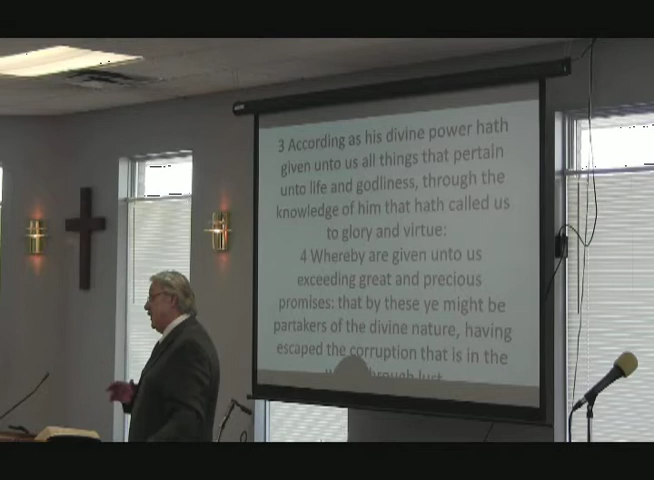 3 According as his divine power hath
given unto us all things that pertain
unto life and godliness, through the
knowledge of him that hath called us
to glory and virtue:
4 Whereby are given unto us
exceeding great and precious
promises: that by these ye might be
partakers of the divine nature, having
escaped the corruption that is in the
through lust